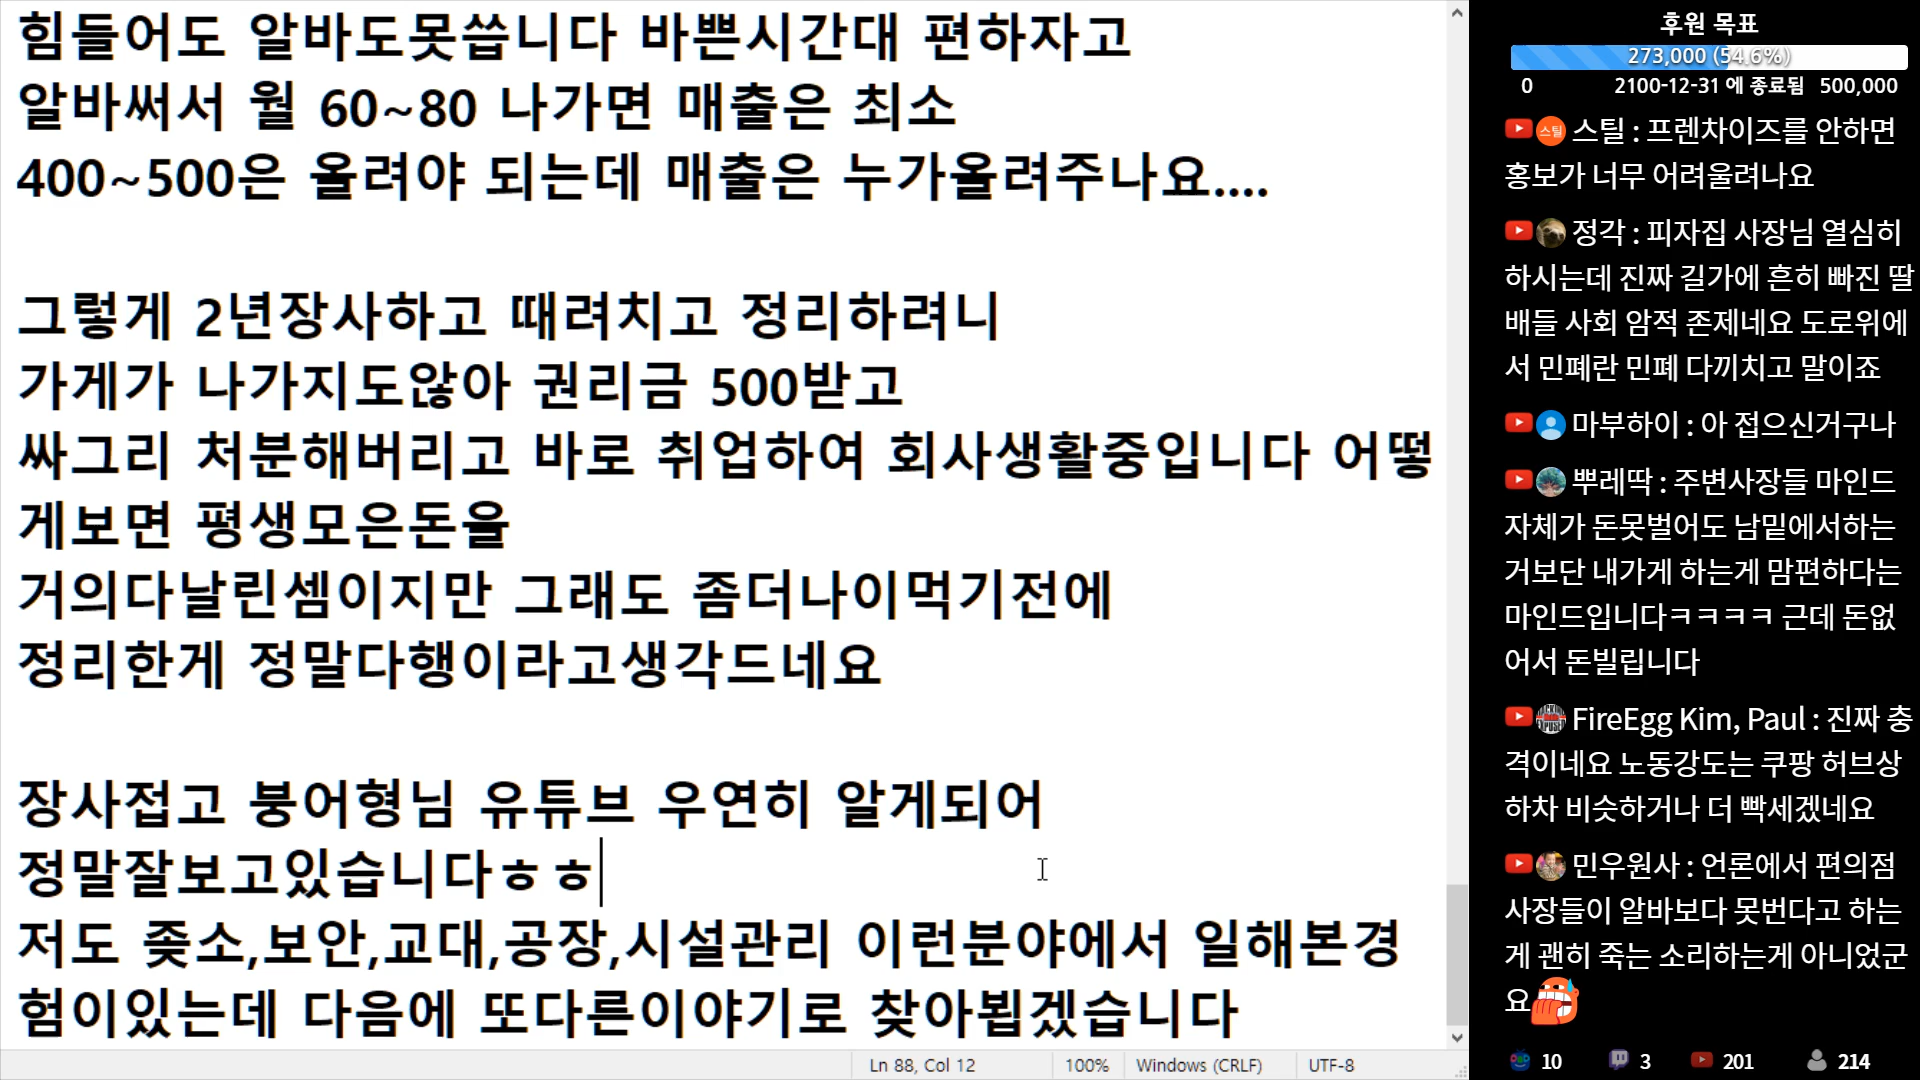 힘들어도 알바도못씁니다 바쁜시간대 편하자고
알바써서 월 60~80 나가면 매출은 최소
400~500은 올려야 되는데 매출은 누가올려주나요....
그렇게 2년장사하고 때려치고 정리하려니
가게가 나가지도않아 권리금 500받고
싸그리 처분해버리고 바로 취업하여 회사생활중입니다 어떻
게보면 평생모은돈을
거의다날린셈이지만 그래도 좀더나이먹기전에
정리한게 정말다행이라고생각드네요
장사접고 붕어형님 유튜브 우연히 알게되어
정말잘보고있습니다ㅎㅎ
저도 좆소,보안,교대,공장,시설관리 이런분야에서 일해본경
험이있는데 다음에 또다른이야기로 찾아뵙겠습니다
Ln 88, Col 12
100%
Windows (CRLF)
UTF-8
후원 목표
273,000 (54.6%)
0 2100-12-31 에 종료됨 500,000
스틸 스틸 : 프렌차이즈를 안하면
홍보가 너무 어려울려나요
정각 : 피자집 사장님 열심히
하시는데 진짜 길가에 흔히 빠진 딸
배들 사회 암적 존제네요 도로위에
서 민폐란 민폐 다끼치고 말이죠
마부하이 : 아 접으신거구나
뿌레딱 : 주변사장들 마인드
자체가 돈못벌어도 남밑에서하는
거보단 내가게 하는게 맘편하다는
마인드입니다ㅋㅋㅋㅋ 근데 돈없
어서 돈빌립니다
FireEgg Kim, Paul : 진짜 충
격이네요 노동강도는 쿠팡 허브상
하차 비슷하거나 더 빡세겠네요
민우원사 : 언론에서 편의점
사장들이 알바보다 못번다고 하는
게 괜히 죽는 소리하는게 아니었군
요
10 3 201 214